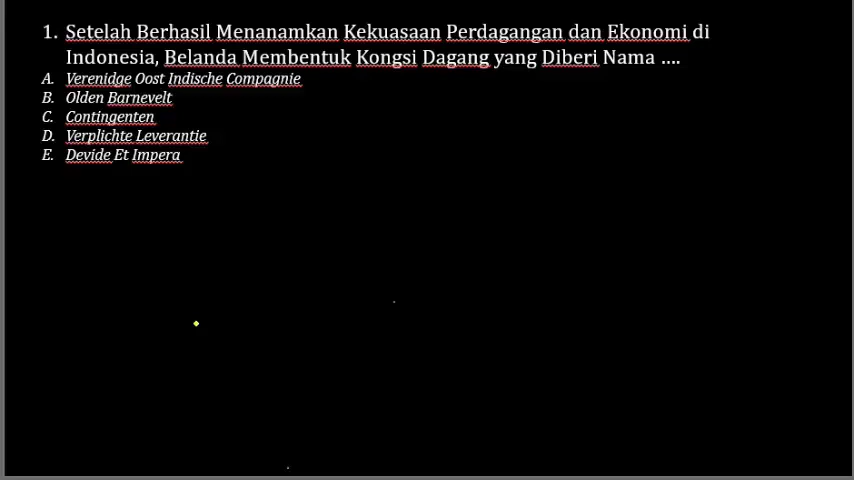 1. Setelah Berhasil Menanamkan Kekuasaan Perdagangan dan Ekonomi di
Indonesia, Belanda Membentuk Kongsi Dagang yang Diberi Nama ....
A. Verenidge Oost Indische Compagnie
B. Olden Barnevelt
C. Contingenten
D. Verplichte Leverantie
E. Devide Et Impera